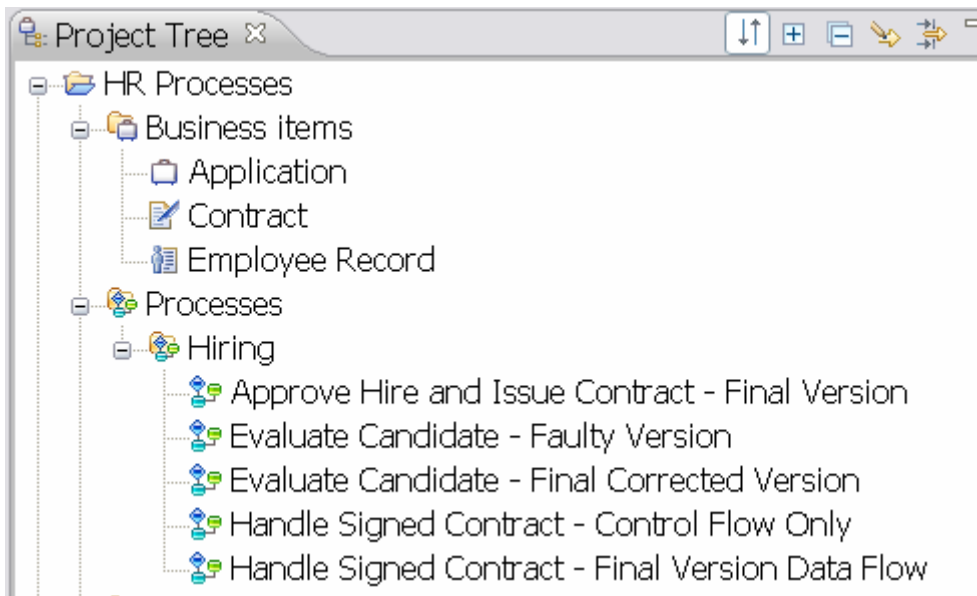 Project Tree
HR Processes
Business items
Application
Contract
Employee Record
Processes
Hiring
Approve Hire and Issue Contract - Final Version
Evaluate Candidate - Faulty Version
Evaluate Candidate - Final Corrected Version
Handle Signed Contract - Control Flow Only
Handle Signed Contract - Final Version Data Flow